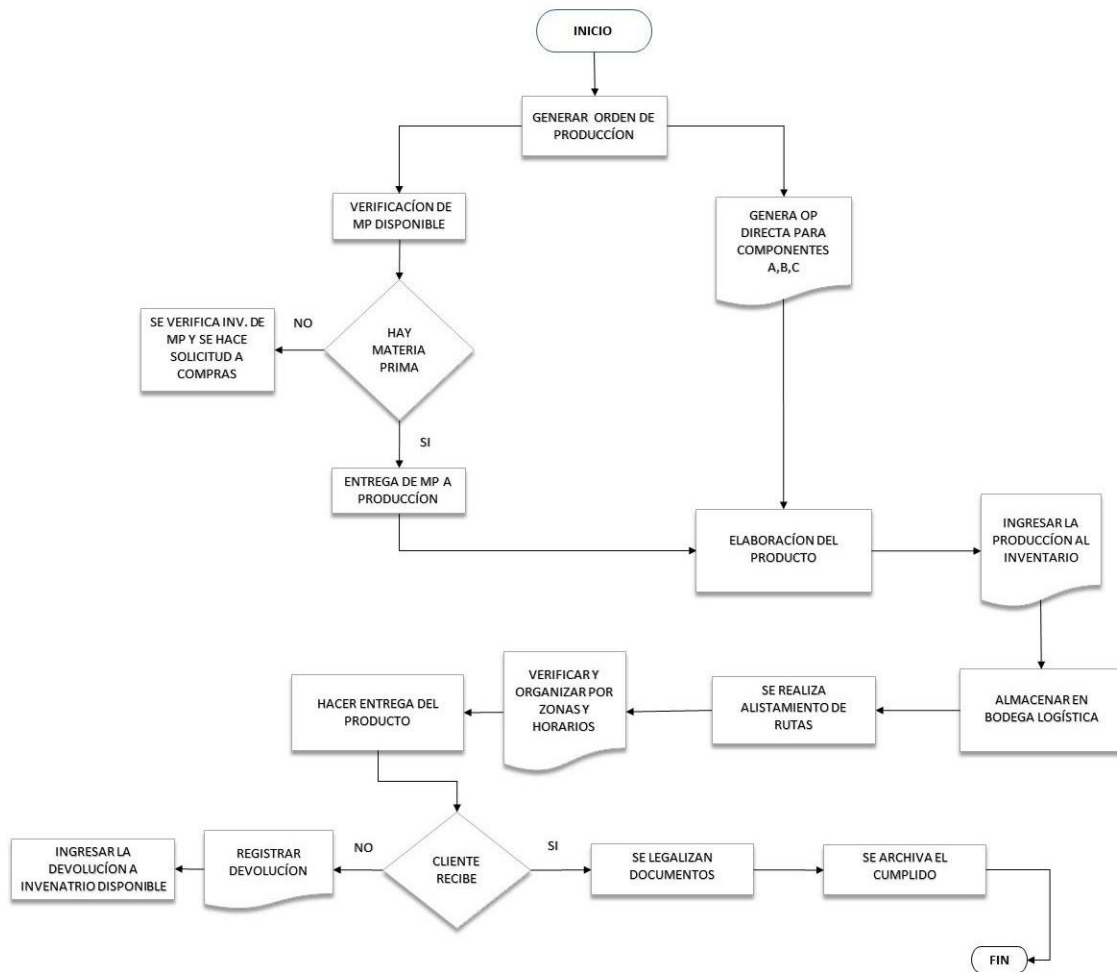 INICIO
GENERAR ORDEN DE
PRODUCCÍON
VERIFICACÍON DE
MP DISPONIBLE
GENERA OP
DIRECTA PARA
COMPONENTES
A,B,C
SE VERIFICA INV. DE
MP Y SE HACE
SOLICITUD A
COMPRAS
NO
HAY
MATERIA
PRIMA
SI
ENTREGA DE MP A
PRODUCCÍON
ELABORACÍON DEL
PRODUCTO
INGRESAR LA
PRODUCCÍON AL
INVENTARIO
ALMACENAR EN
BODEGA LOGÍSTICA
SE REALIZA
ALISTAMIENTO DE
RUTAS
VERIFICAR Y
ORGANIZAR POR
ZONAS Y
HORARIOS
HACER ENTREGA DEL
PRODUCTO
CLIENTE
RECIBE
NO
REGISTRAR
DEVOLUCÍON
INGRESAR LA
DEVOLUCÍON A
INVENATRIO DISPONIBLE
SI
SE LEGALIZAN
DOCUMENTOS
SE ARCHIVA EL
CUMPLIDO
FIN